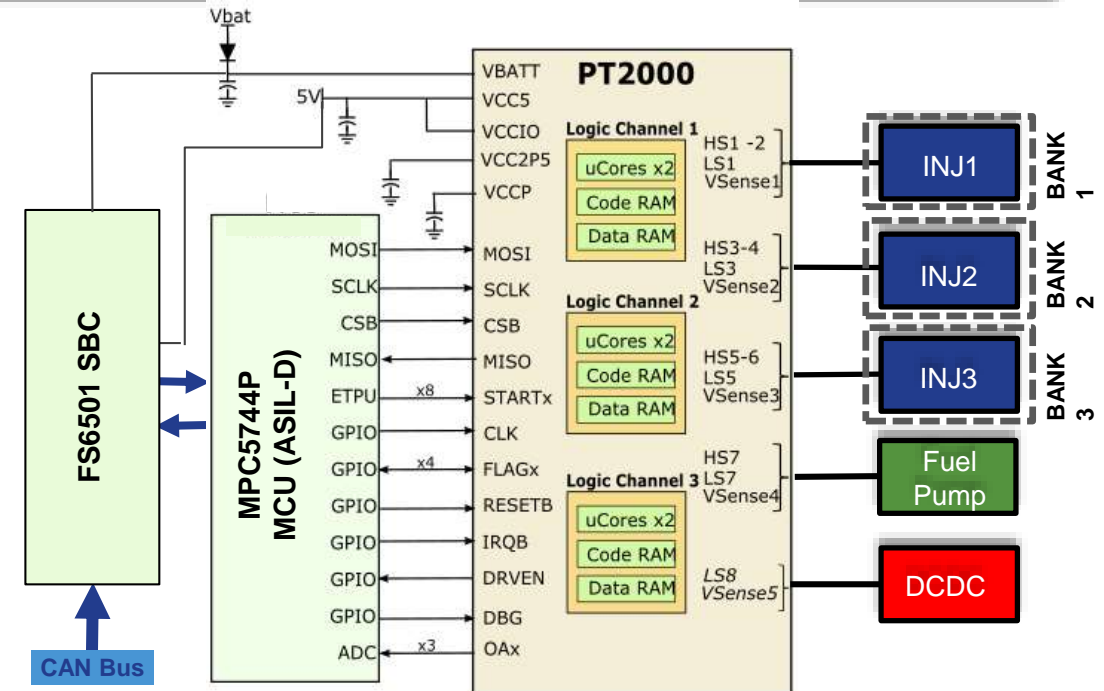 Vbat
5V
FS6501 SBC
CAN Bus
MPC5744P
MCU (ASIL-D)
MOSI
SCLK
CSB
MISO
ETPU
GPIO
GPIO
GPIO
GPIO
GPIO
GPIO
ADC
x8
x4
x3
PT2000
VBATT
VCC5
VCCIO
VCC2P5
VCCP
MOSI
SCLK
CSB
MISO
STARTx
CLK
FLAGx
RESETB
IRQB
DRVEN
DBG
OAx
Logic Channel 1
uCores x2
Code RAM
Data RAM
Logic Channel 2
uCores x2
Code RAM
Data RAM
Logic Channel 3
uCores x2
Code RAM
Data RAM
HS1 -2
LS1
VSense1
HS3-4
LS3
VSense2
HS5-6
LS5
VSense3
HS7
LS7
VSense4
LS8
VSense5
INJ1
BANK
1
INJ2
BANK
2
INJ3
BANK
3
Fuel
Pump
DCDC